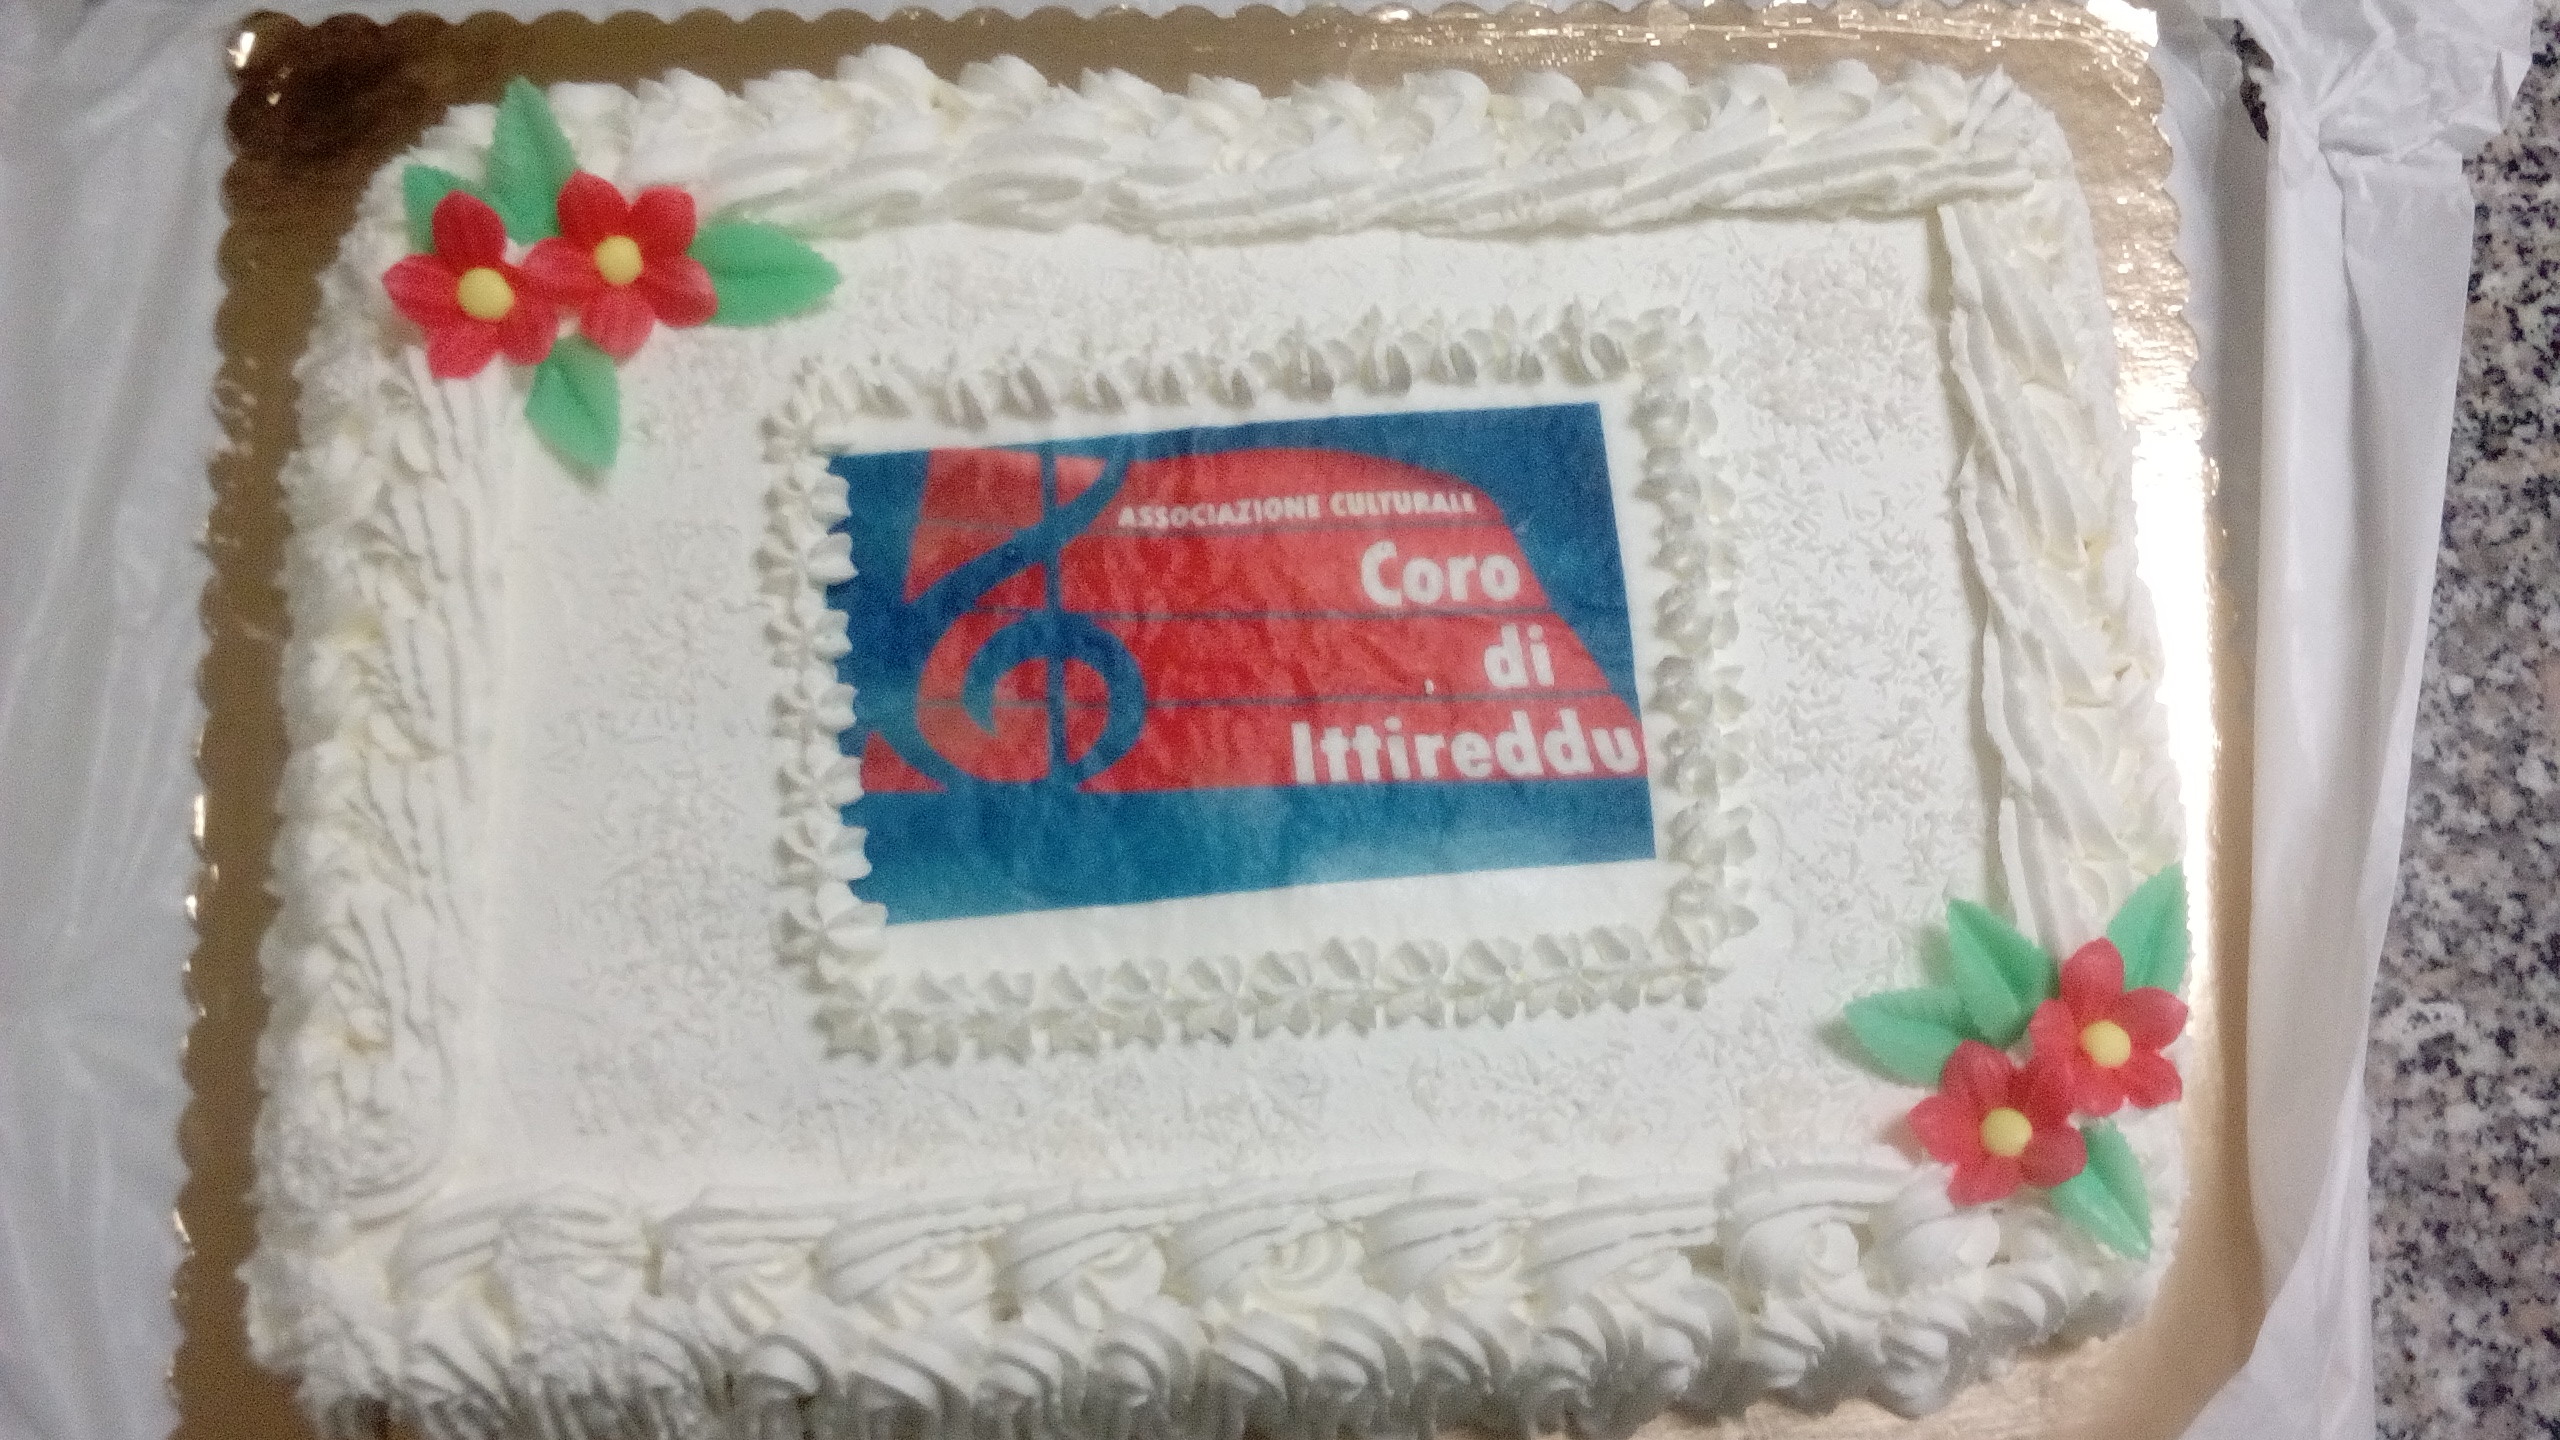 ASSOCIAZIONE CULTURALE
Coro
di
Ittireddu